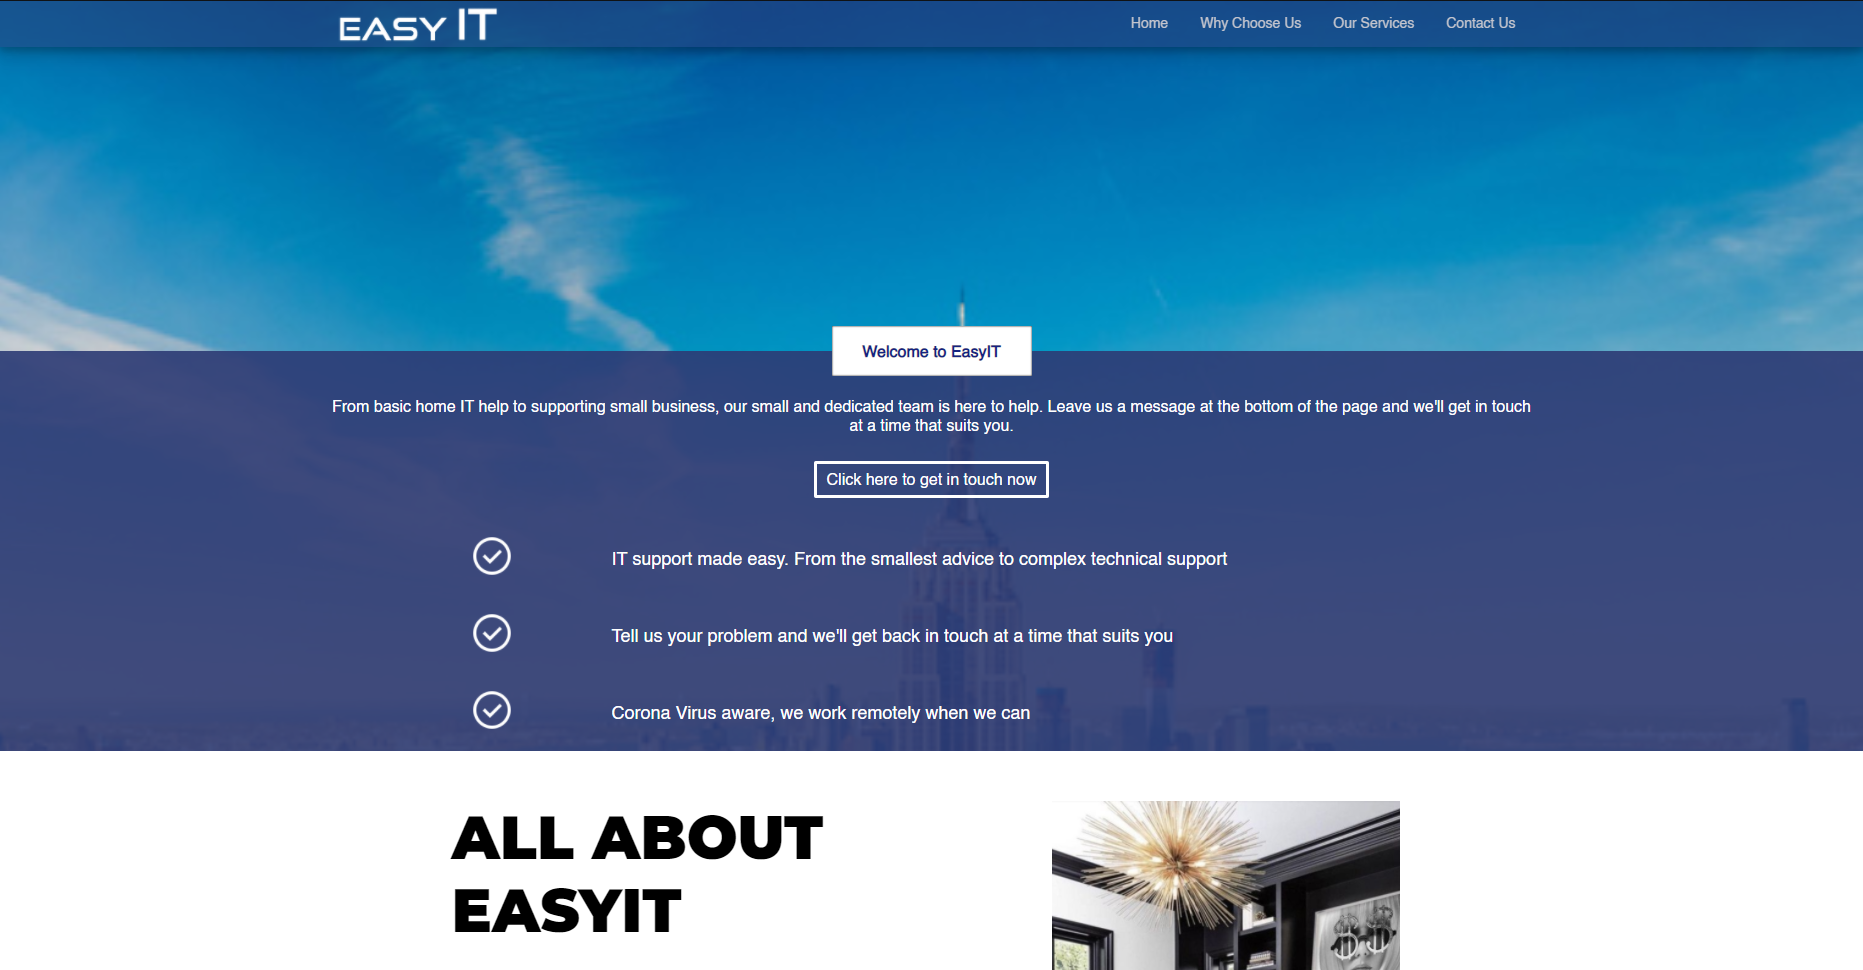 EASY IT
Home Why Choose Us Our Services Contact Us
Welcome to EasyIT
From basic home IT help to supporting small business, our small and dedicated team is here to help. Leave us a message at the bottom of the page and we'll get in touch
at a time that suits you.
Click here to get in touch now
IT support made easy. From the smallest advice to complex technical support
Tell us your problem and we'll get back in touch at a time that suits you
Corona Virus aware, we work remotely when we can
ALL ABOUT
EASYIT